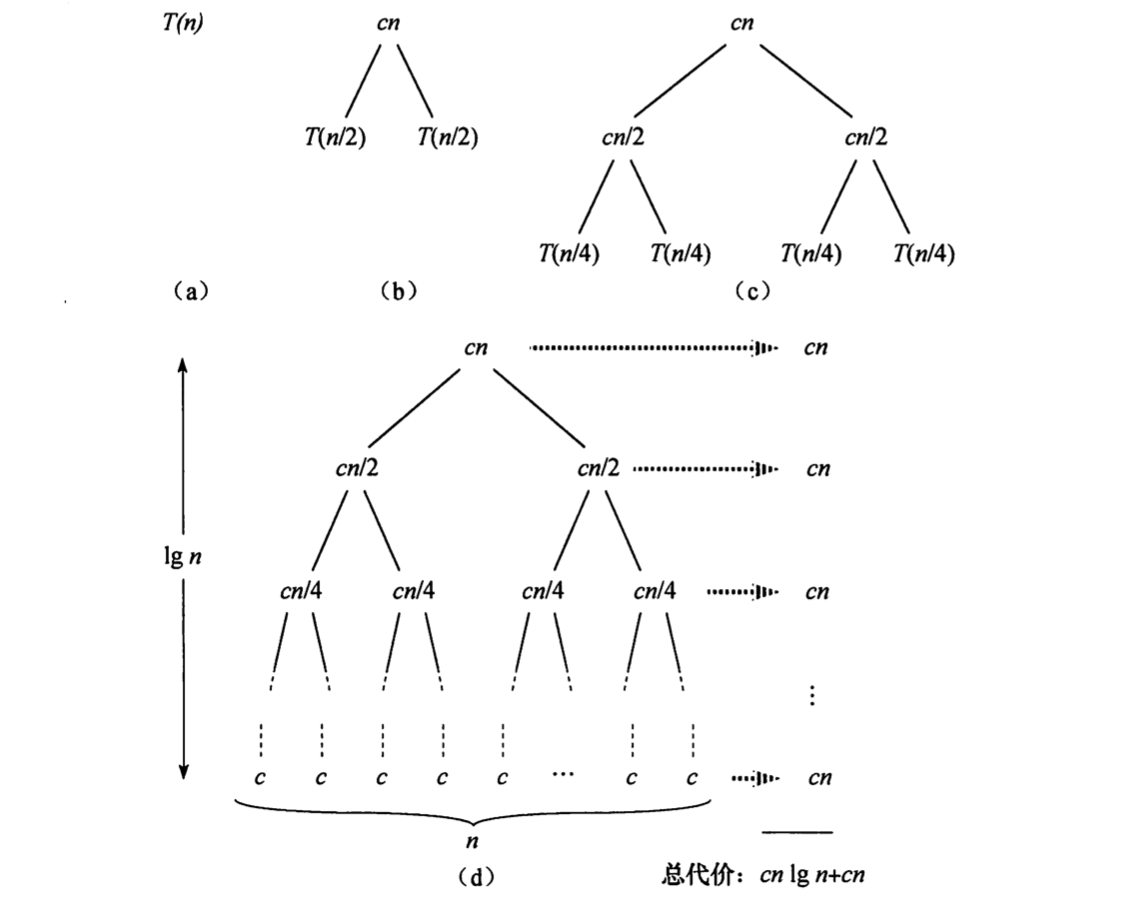 T(n) cn cn
T(n/2) T(n/2) cn/2 cn/2
T(n/4) T(n/4) T(n/4) T(n/4)
（a） （b） （c）
cn cn
cn/2 cn/2 cn
lg n
cn/4 cn/4 cn/4 cn/4 cn
⋮
c c c c c … c c cn
n
（d） 总代价：cn lg n+cn